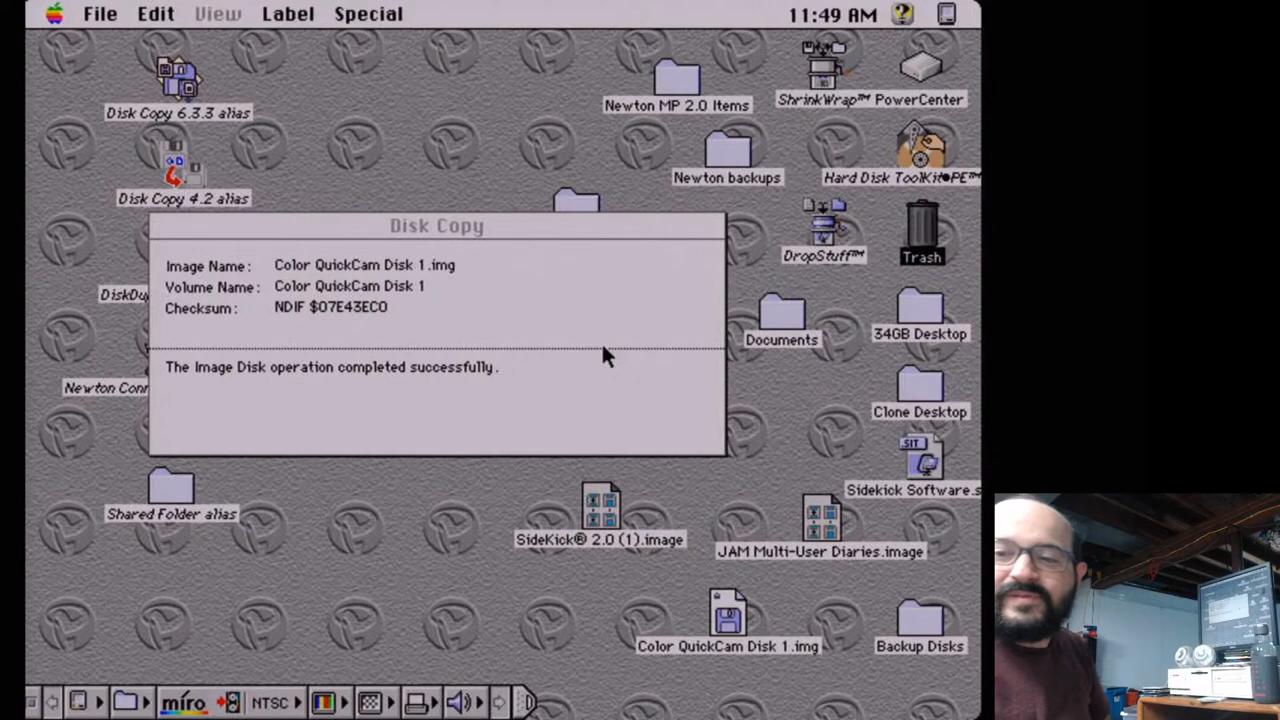 File Edit View Label Special 11:49 AM
Disk Copy 6.3.3 alias
Newton MP 2.0 Items
ShrinkWrap™
PowerCenter
Disk Copy 4.2 alias
Newton backups
Hard Disk ToolKit•PE™
DropStuff™
Trash
Disk Copy
Image Name: Color QuickCam Disk 1.img
Volume Name: Color QuickCam Disk 1
Checksum: NDIF $07E43EC0
The Image Disk operation completed successfully.
DiskDu
Documents
34GB Desktop
Newton Conn
Clone Desktop
.SIT
Sidekick Software.s
Shared Folder alias
SideKick® 2.0 (1).image
JAM Multi-User Diaries.image
Color QuickCam Disk 1.img
Backup Disks
miro NTSC